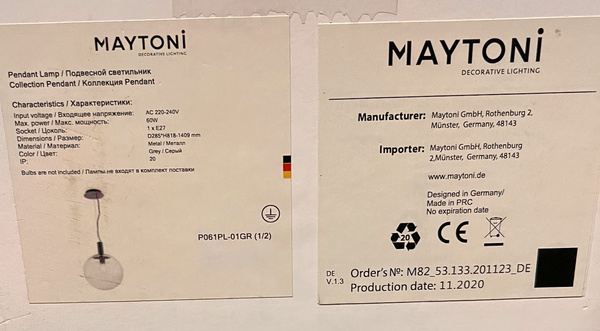 MAYTONi
DECORATIVE LIGHTING
Pendant Lamp / Подвесной светильник
Collection Pendant / Коллекция Pendant
Characteristics / Характеристики:
Input voltage / Входящее напряжение: AC 220-240V
Max. power / Макс. мощность: 60W
Socket / Цоколь: 1 x E27
Dimensions / Размер: D285*H818-1409 mm
Material / Материал: Metal / Металл
Color / Цвет: Grey / Серый
IP: 20
Bulbs are not included / Лампы не входят в комплект поставки
P061PL-01GR (1/2)
MAYTONi
DECORATIVE LIGHTING
Manufacturer: Maytoni GmbH, Rothenburg 2,
Münster, Germany, 48143
Importer: Maytoni GmbH, Rothenburg
2,Münster, Germany, 48143
www.maytoni.de
Designed in Germany/
Made in PRC
No expiration date
20
CE
DE
V.1.3
Order's №: M82_53.133.201123_DE
Production date: 11.2020